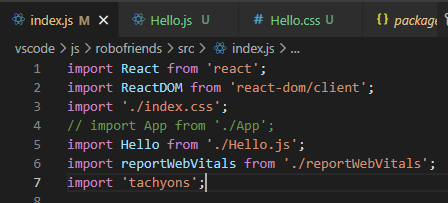 index.js M Hello.js Hello.css package
vscode > js > robofriends > src > index.js > ...
1 import React from 'react';
2 import ReactDOM from 'react-dom/client';
3 import './index.css';
4 // import App from './App';
5 import Hello from './Hello.js';
6 import reportWebVitals from './reportWebVitals';
7 import 'tachyons';
8